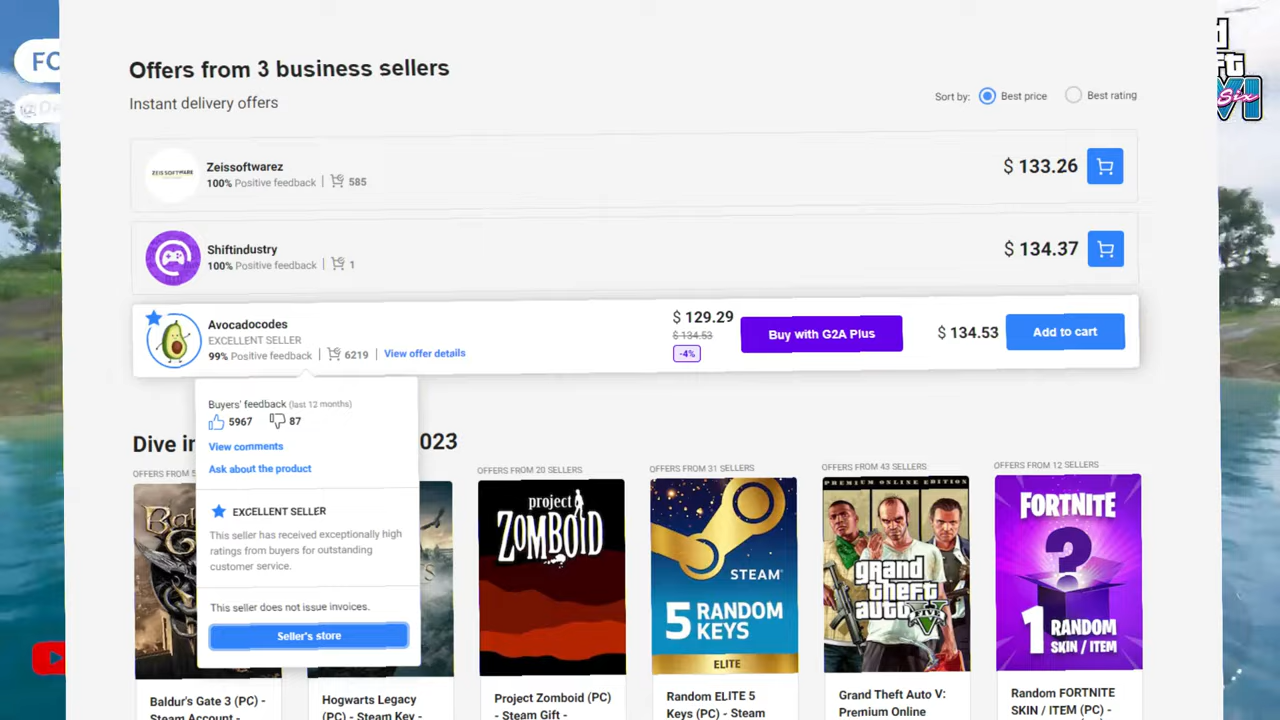 FO
Offers from 3 business sellers
Instant delivery offers
Sort by: Best price Best rating
ZEISSOFTWARE
Zeissoftwarez
100% Positive feedback | 585
$ 133.26
Shiftindustry
100% Positive feedback | 1
$ 134.37
Avocadocodes
EXCELLENT SELLER
99% Positive feedback | 6219 | View offer details
$ 129.29
$ 134.53
-4%
Buy with G2A Plus
$ 134.53
Add to cart
Buyers' feedback (last 12 months)
5967 87
View comments
Ask about the product
EXCELLENT SELLER
This seller has received exceptionally high
ratings from buyers for outstanding
customer service.
This seller does not issue invoices.
Seller's store
Dive in 2023
OFFERS FROM 5
OFFERS FROM 20 SELLERS
OFFERS FROM 31 SELLERS
OFFERS FROM 43 SELLERS
OFFERS FROM 12 SELLERS
project
ZOMBOID
STEAM
5 RANDOM
KEYS
ELITE
PREMIUM ONLINE EDITION
grand
theft
auto V
FORTNITE
?
1 RANDOM
SKIN / ITEM
Baldur's Gate 3 (PC)
- Steam Account -
Hogwarts Legacy
(PC) - Steam Key -
Project Zomboid (PC)
- Steam Gift -
Random ELITE 5
Keys (PC) - Steam
Grand Theft Auto V:
Premium Online
Random FORTNITE
SKIN / ITEM (PC) -
VI
Six